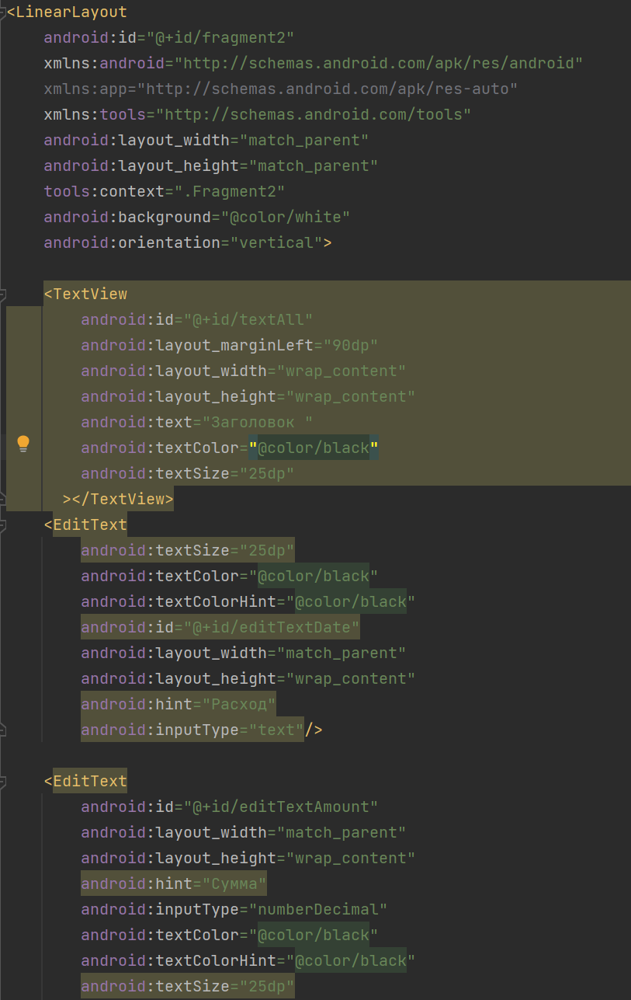 <LinearLayout
android:id="@+id/fragment2"
xmlns:android="http://schemas.android.com/apk/res/android"
xmlns:app="http://schemas.android.com/apk/res-auto"
xmlns:tools="http://schemas.android.com/tools"
android:layout_width="match_parent"
android:layout_height="match_parent"
tools:context=".Fragment2"
android:background="@color/white"
android:orientation="vertical">
<TextView
android:id="@+id/textAll"
android:layout_marginLeft="90dp"
android:layout_width="wrap_content"
android:layout_height="wrap_content"
android:text="Заголовок "
android:textColor="@color/black"
android:textSize="25dp"
></TextView>
<EditText
android:textSize="25dp"
android:textColor="@color/black"
android:textColorHint="@color/black"
android:id="@+id/editTextDate"
android:layout_width="match_parent"
android:layout_height="wrap_content"
android:hint="Расход"
android:inputType="text"/>
<EditText
android:id="@+id/editTextAmount"
android:layout_width="match_parent"
android:layout_height="wrap_content"
android:hint="Сумма"
android:inputType="numberDecimal"
android:textColor="@color/black"
android:textColorHint="@color/black"
android:textSize="25dp"